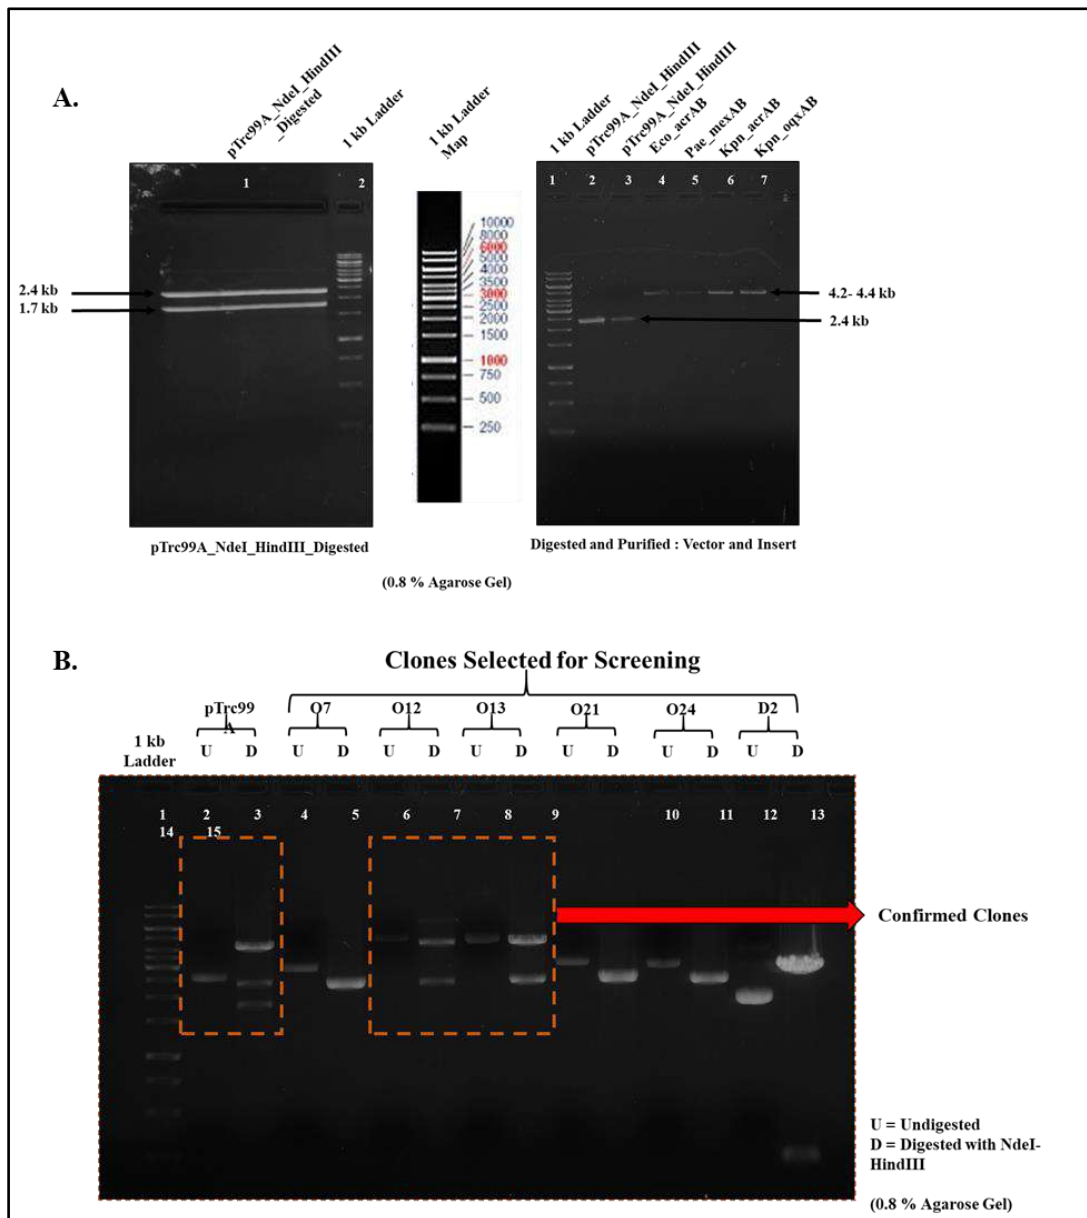 A.
pTrc99A_NdeI_HindIII
_Digested
1 kb Ladder
1 kb Ladder
Map
1 kb Ladder
pTrc99A_NdeI_HindIII
pTrc99A_NdeI_HindIII
Eco_acrAB
Pae_mexAB
Kpn_acrAB
Kpn_oqxAB
1 2
1 2 3 4 5 6 7
10000
8000
6000
5000
4000
3500
3000
2500
2000
1500
1000
750
500
250
2.4 kb
1.7 kb
4.2- 4.4 kb
2.4 kb
pTrc99A_NdeI_HindIII_Digested
Digested and Purified : Vector and Insert
(0.8 % Agarose Gel)
B.
Clones Selected for Screening
pTrc99
A
O7 O12 O13 O21 O24 D2
1 kb
Ladder
U D U D U D U D U D U D U D
1 2 3 4 5 6 7 8 9 10 11 12 13
14 15
Confirmed Clones
U = Undigested
D = Digested with NdeI-
HindIII
(0.8 % Agarose Gel)